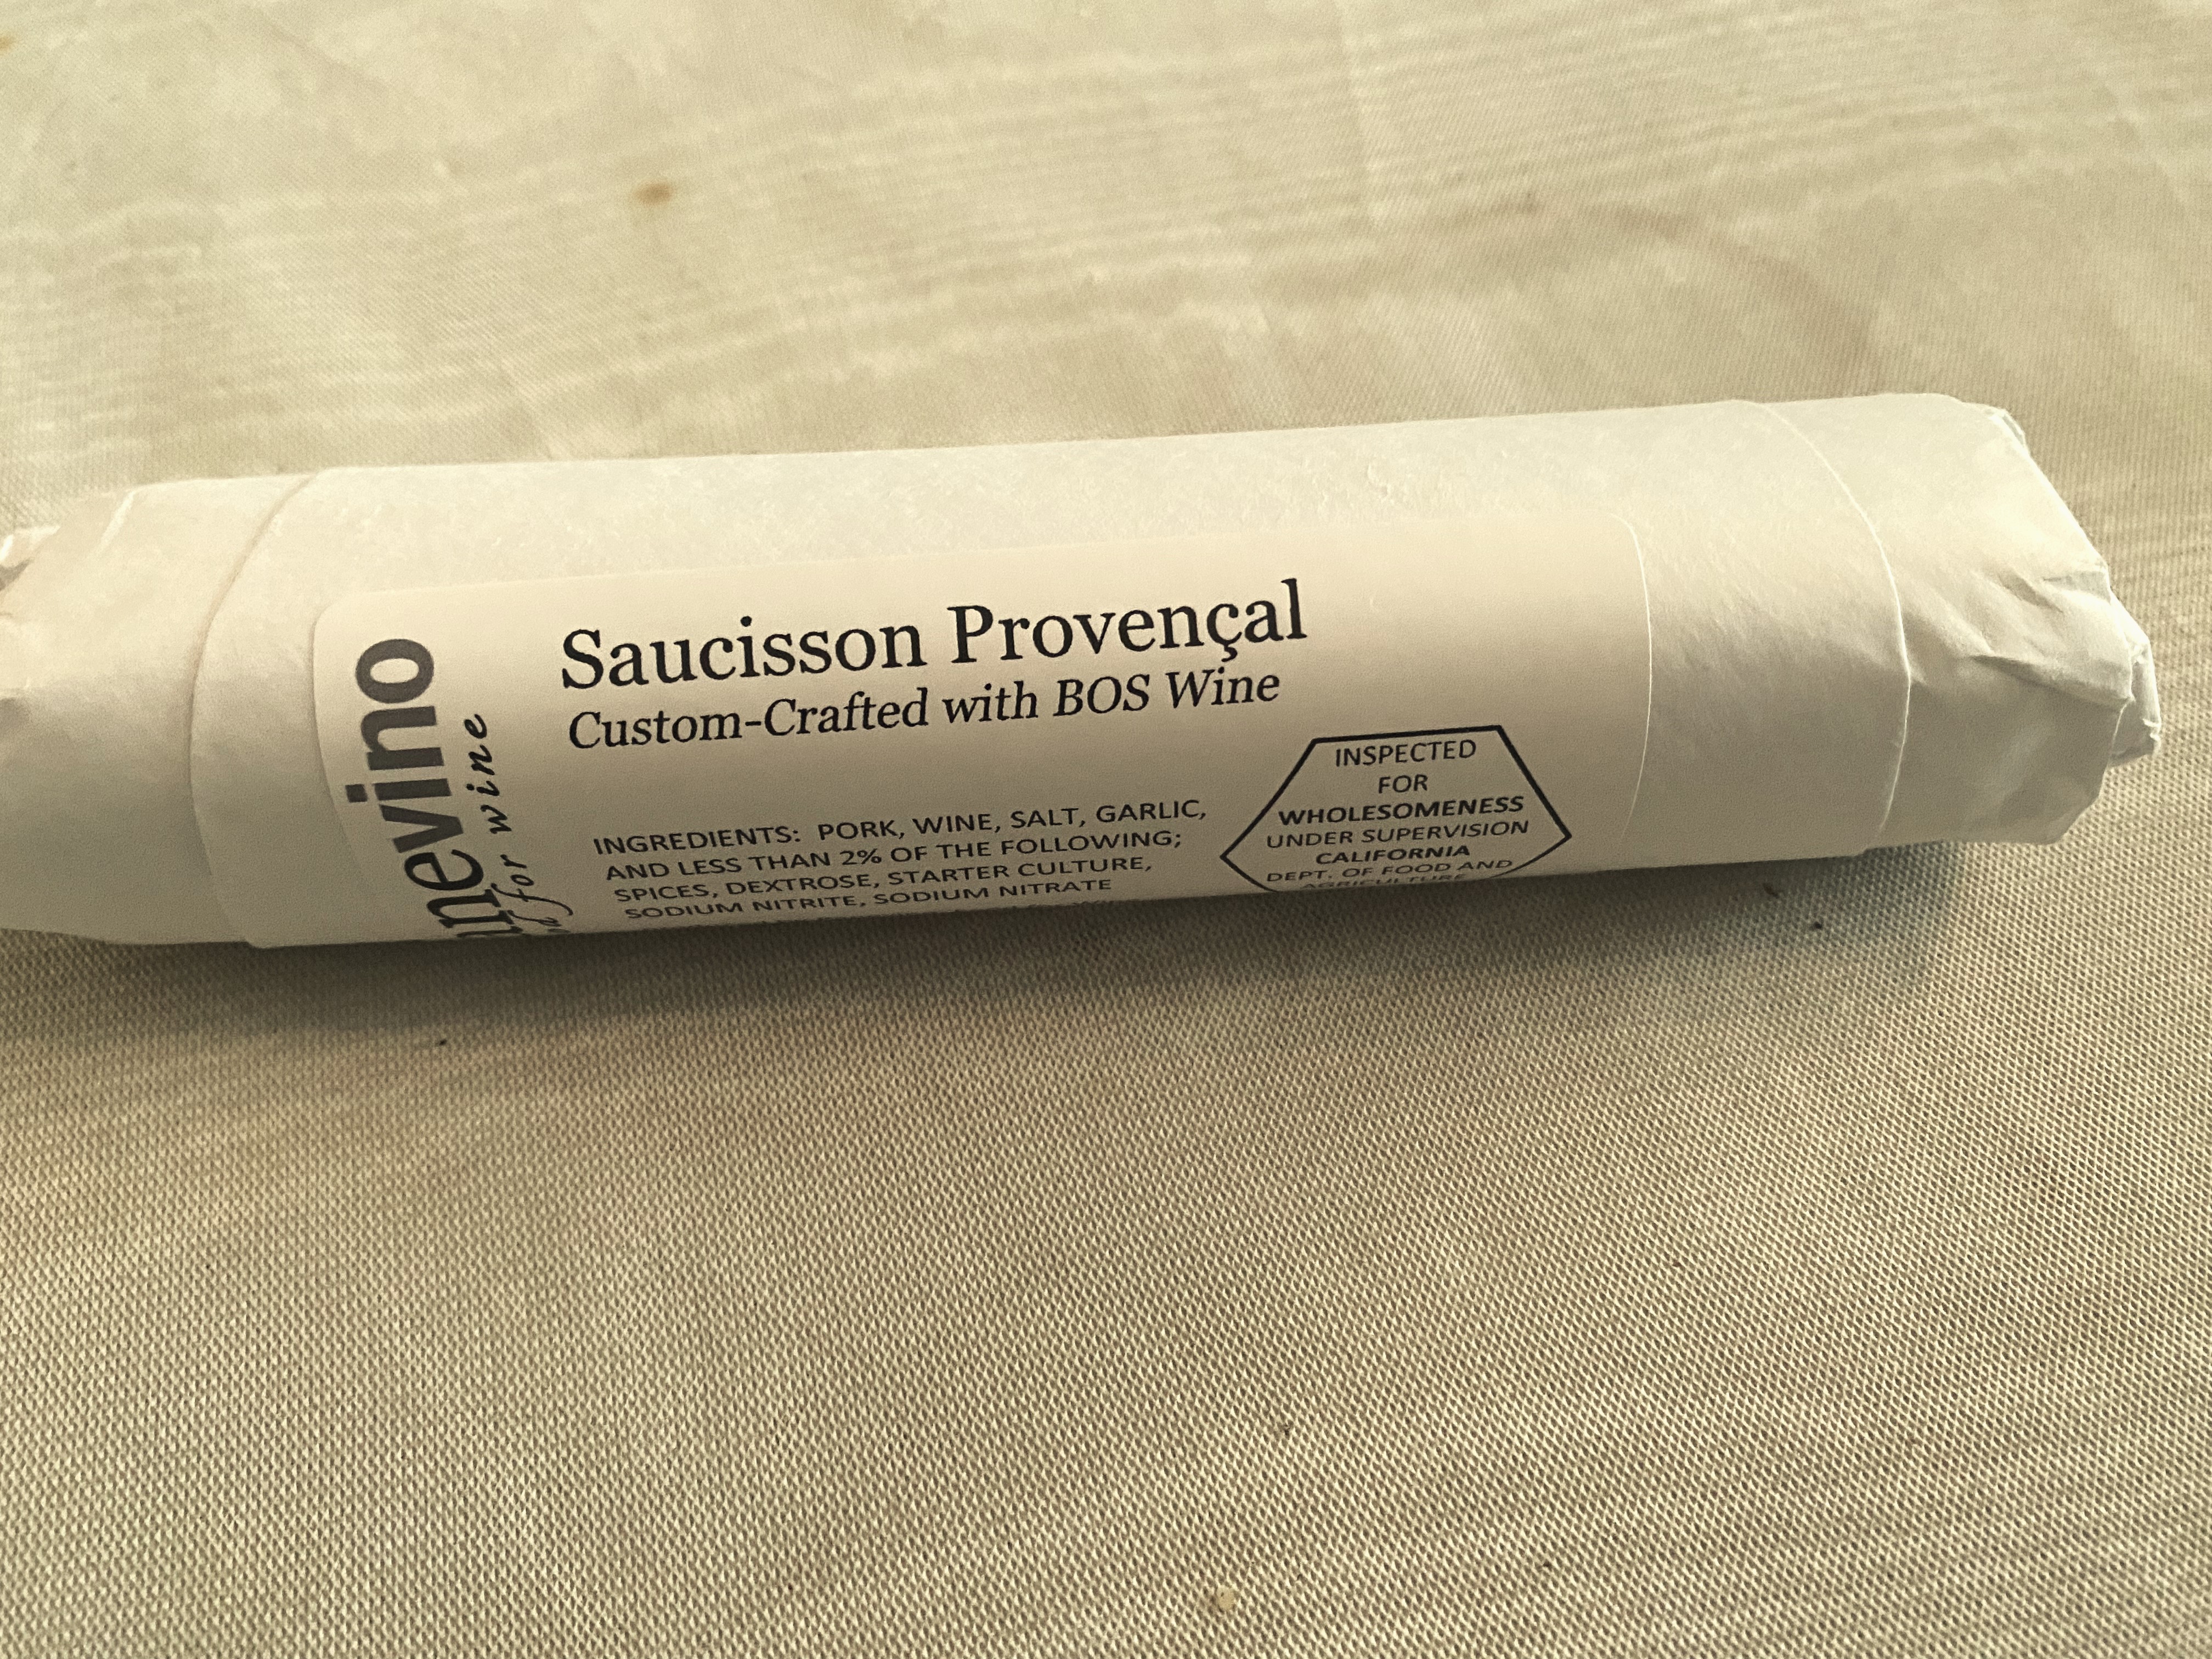 Saucisson Provençal
Custom-Crafted with BOS Wine
INGREDIENTS: PORK, WINE, SALT, GARLIC,
AND LESS THAN 2% OF THE FOLLOWING;
SPICES, DEXTROSE, STARTER CULTURE,
SODIUM NITRITE, SODIUM NITRATE
INSPECTED
FOR
WHOLESOMENESS
UNDER SUPERVISION
CALIFORNIA
DEPT. OF FOOD AND
AGRICULTURE
nevino
for wine